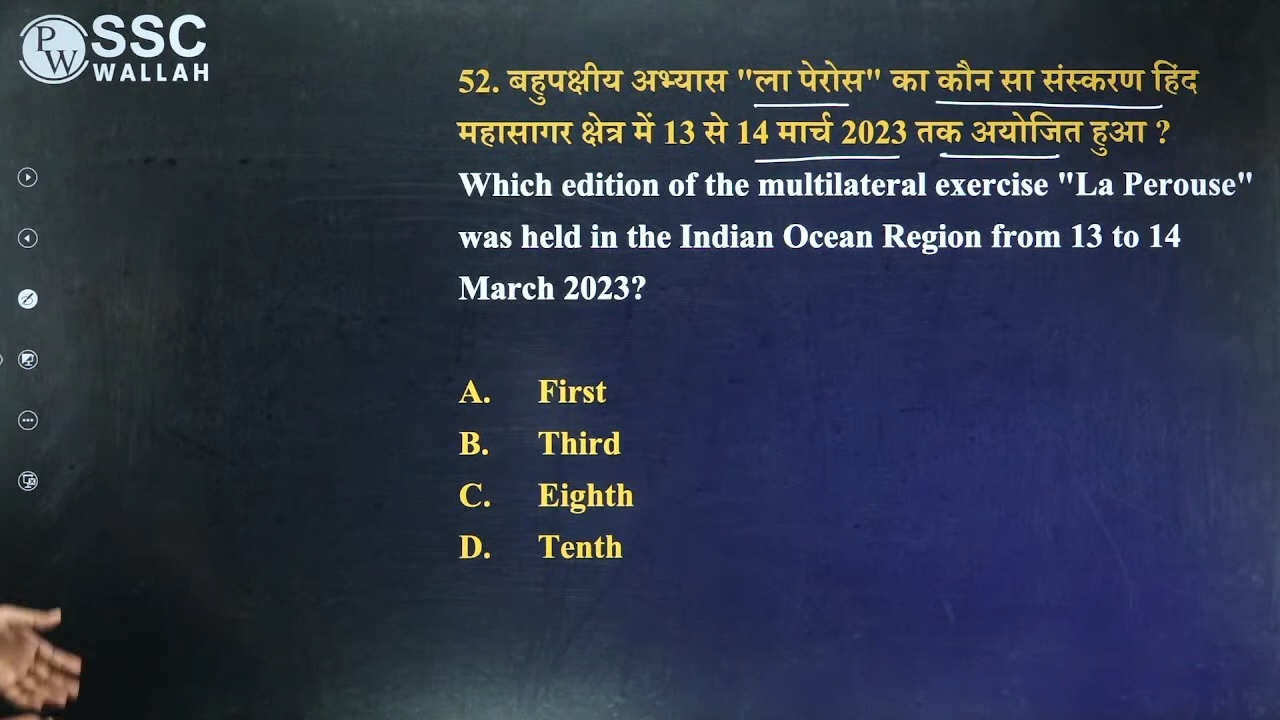 PW SSC
WALLAH
52. बहुपक्षीय अभ्यास "ला पेरोस" का कौन सा संस्करण हिंद
महासागर क्षेत्र में 13 से 14 मार्च 2023 तक अयोजित हुआ ?
Which edition of the multilateral exercise "La Perouse"
was held in the Indian Ocean Region from 13 to 14
March 2023?
A. First
B. Third
C. Eighth
D. Tenth